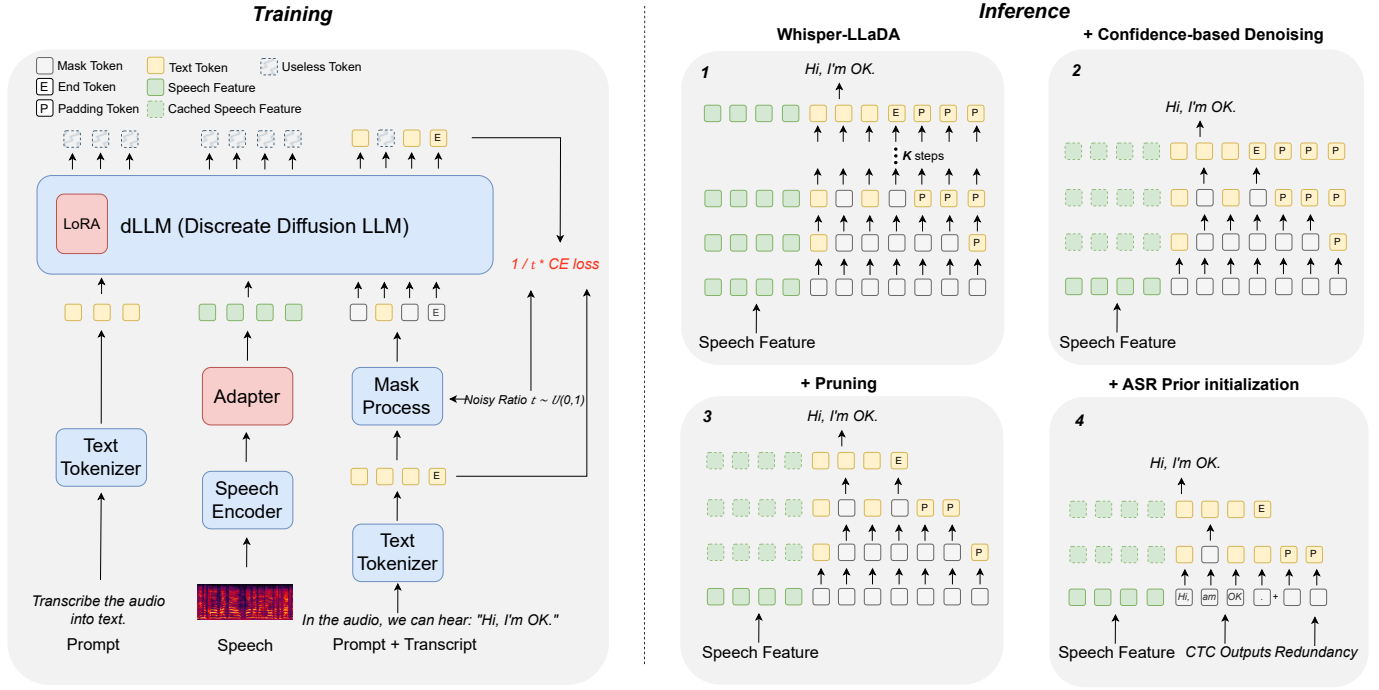 Training
Mask Token
Text Token
Useless Token
E
End Token
Speech Feature
P
Padding Token
Cached Speech Feature
E
LoRA
dLLM (Discreate Diffusion LLM)
1 / t * CE loss
E
Adapter
Mask
Process
Noisy Ratio t ~ U(0,1)
Text
Tokenizer
Speech
Encoder
E
Text
Tokenizer
Transcribe the audio
into text.
In the audio, we can hear: "Hi, I'm OK."
Prompt
Speech
Prompt + Transcript
Inference
Whisper-LLaDA
1
Hi, I'm OK.
E P P P
K steps
P P P
P
Speech Feature
+ Confidence-based Denoising
2
Hi, I'm OK.
E P P P
P P P
P
Speech Feature
+ Pruning
3
Hi, I'm OK.
E
P P
P
Speech Feature
+ ASR Prior initialization
4
Hi, I'm OK.
E
P P
Hi, am OK . +
Speech Feature
CTC Outputs Redundancy